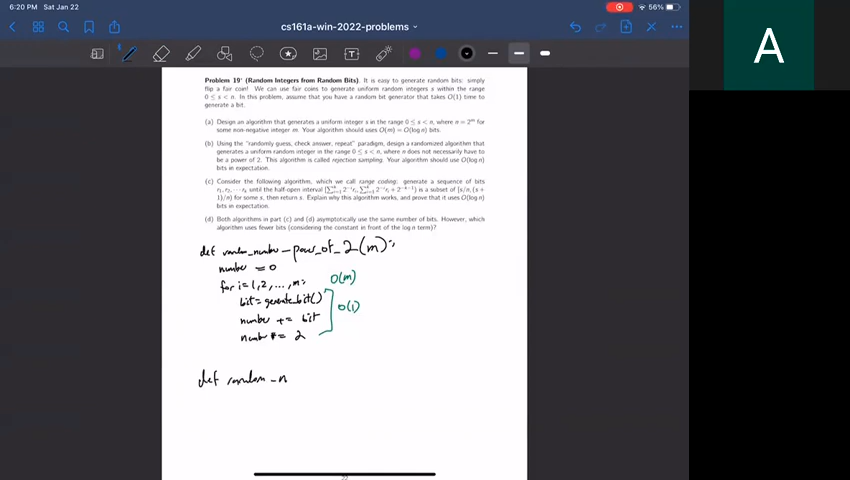 6:20 PM Sat Jan 22
56%
cs161a-win-2022-problems
A
Problem 19* (Random Integers from Random Bits). It is easy to generate random bits: simply
flip a fair coin! We can use fair coins to generate uniform random integers s within the range
0 ≤ s < n. In this problem, assume that you have a random bit generator that takes O(1) time to
generate a bit.
(a) Design an algorithm that generates a uniform integer s in the range 0 ≤ s < n, where n = 2^m for
some non-negative integer m. Your algorithm should uses O(m) = O(log n) bits.
(b) Using the "randomly guess, check answer, repeat" paradigm, design a randomized algorithm that
generates a uniform random integer in the range 0 ≤ s < n, where n does not necessarily have to
be a power of 2. This algorithm is called rejection sampling. Your algorithm should use O(log n)
bits in expectation.
(c) Consider the following algorithm, which we call range coding: generate a sequence of bits
until the half-open interval is a subset of [s/n, (s +
1)/n) for some s, then return s. Explain why this algorithm works, and prove that it uses O(log n)
bits in expectation.
(d) Both algorithms in part (c) and (d) asymptotically use the same number of bits. However, which
algorithm uses fewer bits (considering the constant in front of the log n term)?
def random_number_power_of_2(m):
number = 0
for i=1,2,...,m: O(m)
bit = generate_bit()
number += bit O(1)
number *= 2
def random_n
22